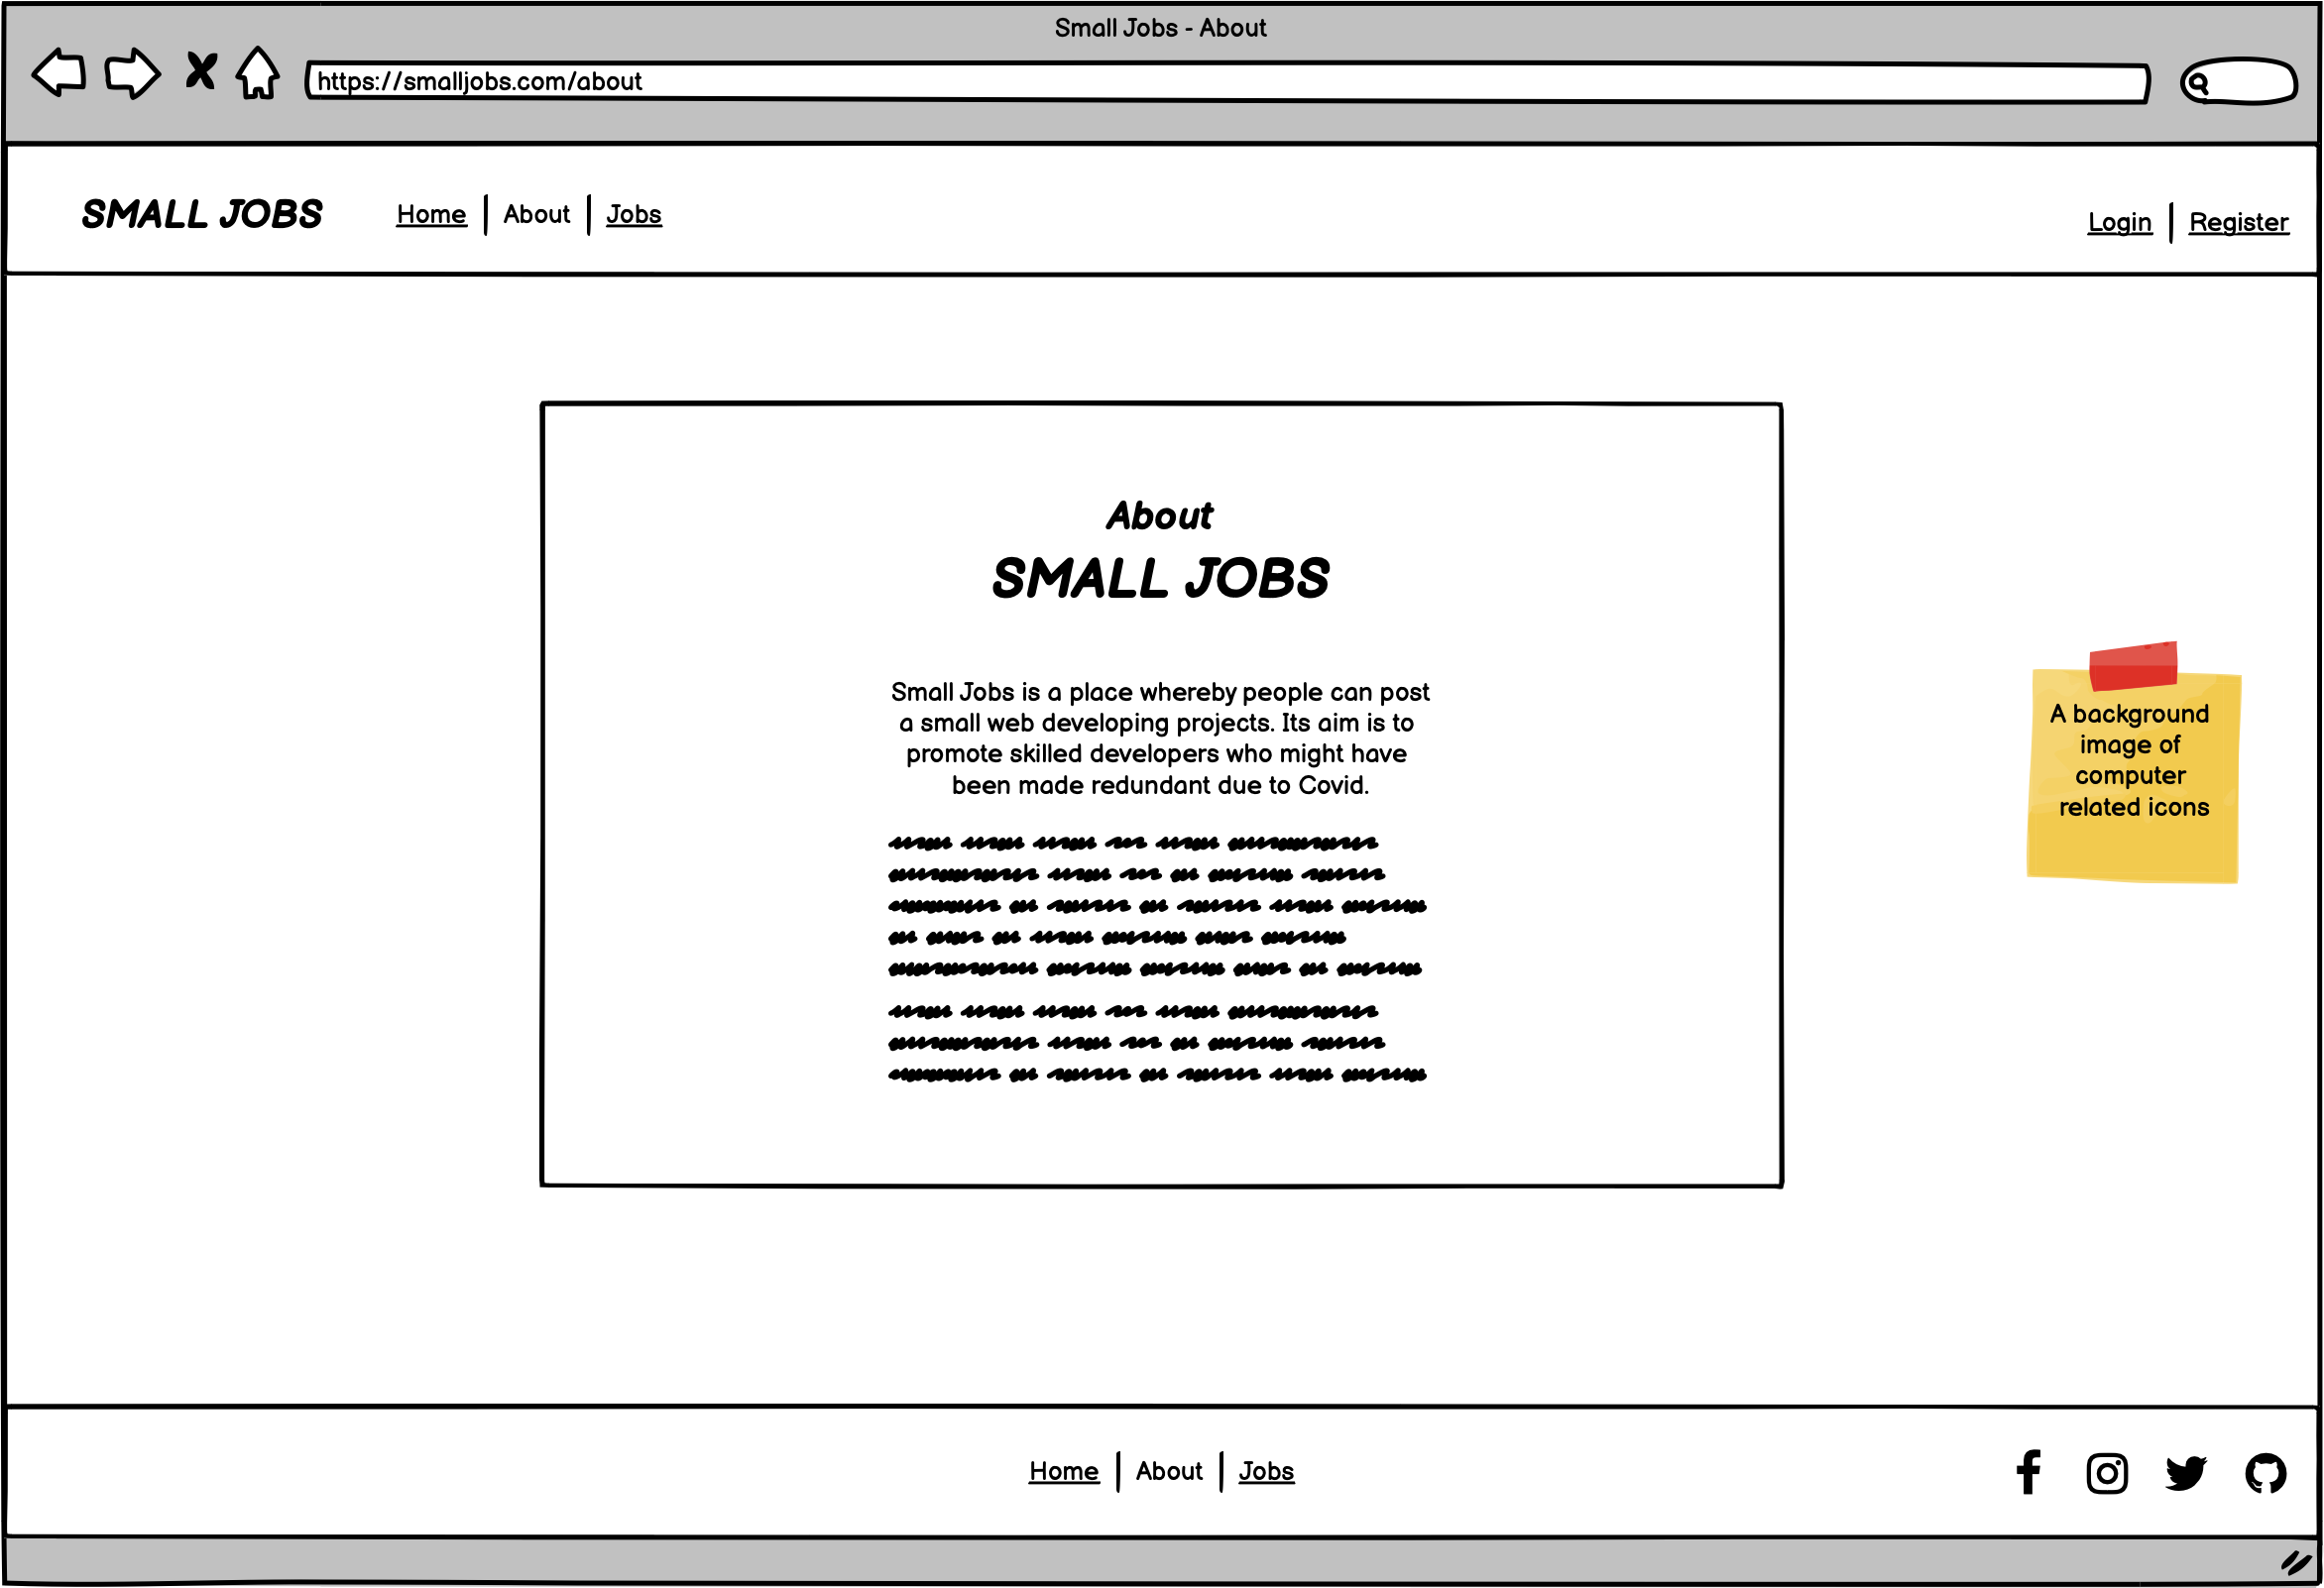 Small Jobs - About
https://smalljobs.com/about
SMALL JOBS
Home | About | Jobs
Login | Register
About
SMALL JOBS
Small Jobs is a place whereby people can post
a small web developing projects. Its aim is to
promote skilled developers who might have
been made redundant due to Covid.
A background
image of
computer
related icons
Home | About | Jobs